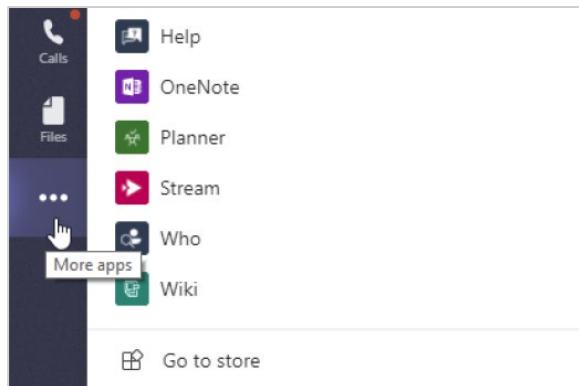 Calls
Files
More apps
Help
OneNote
Planner
Stream
Who
Wiki
Go to store